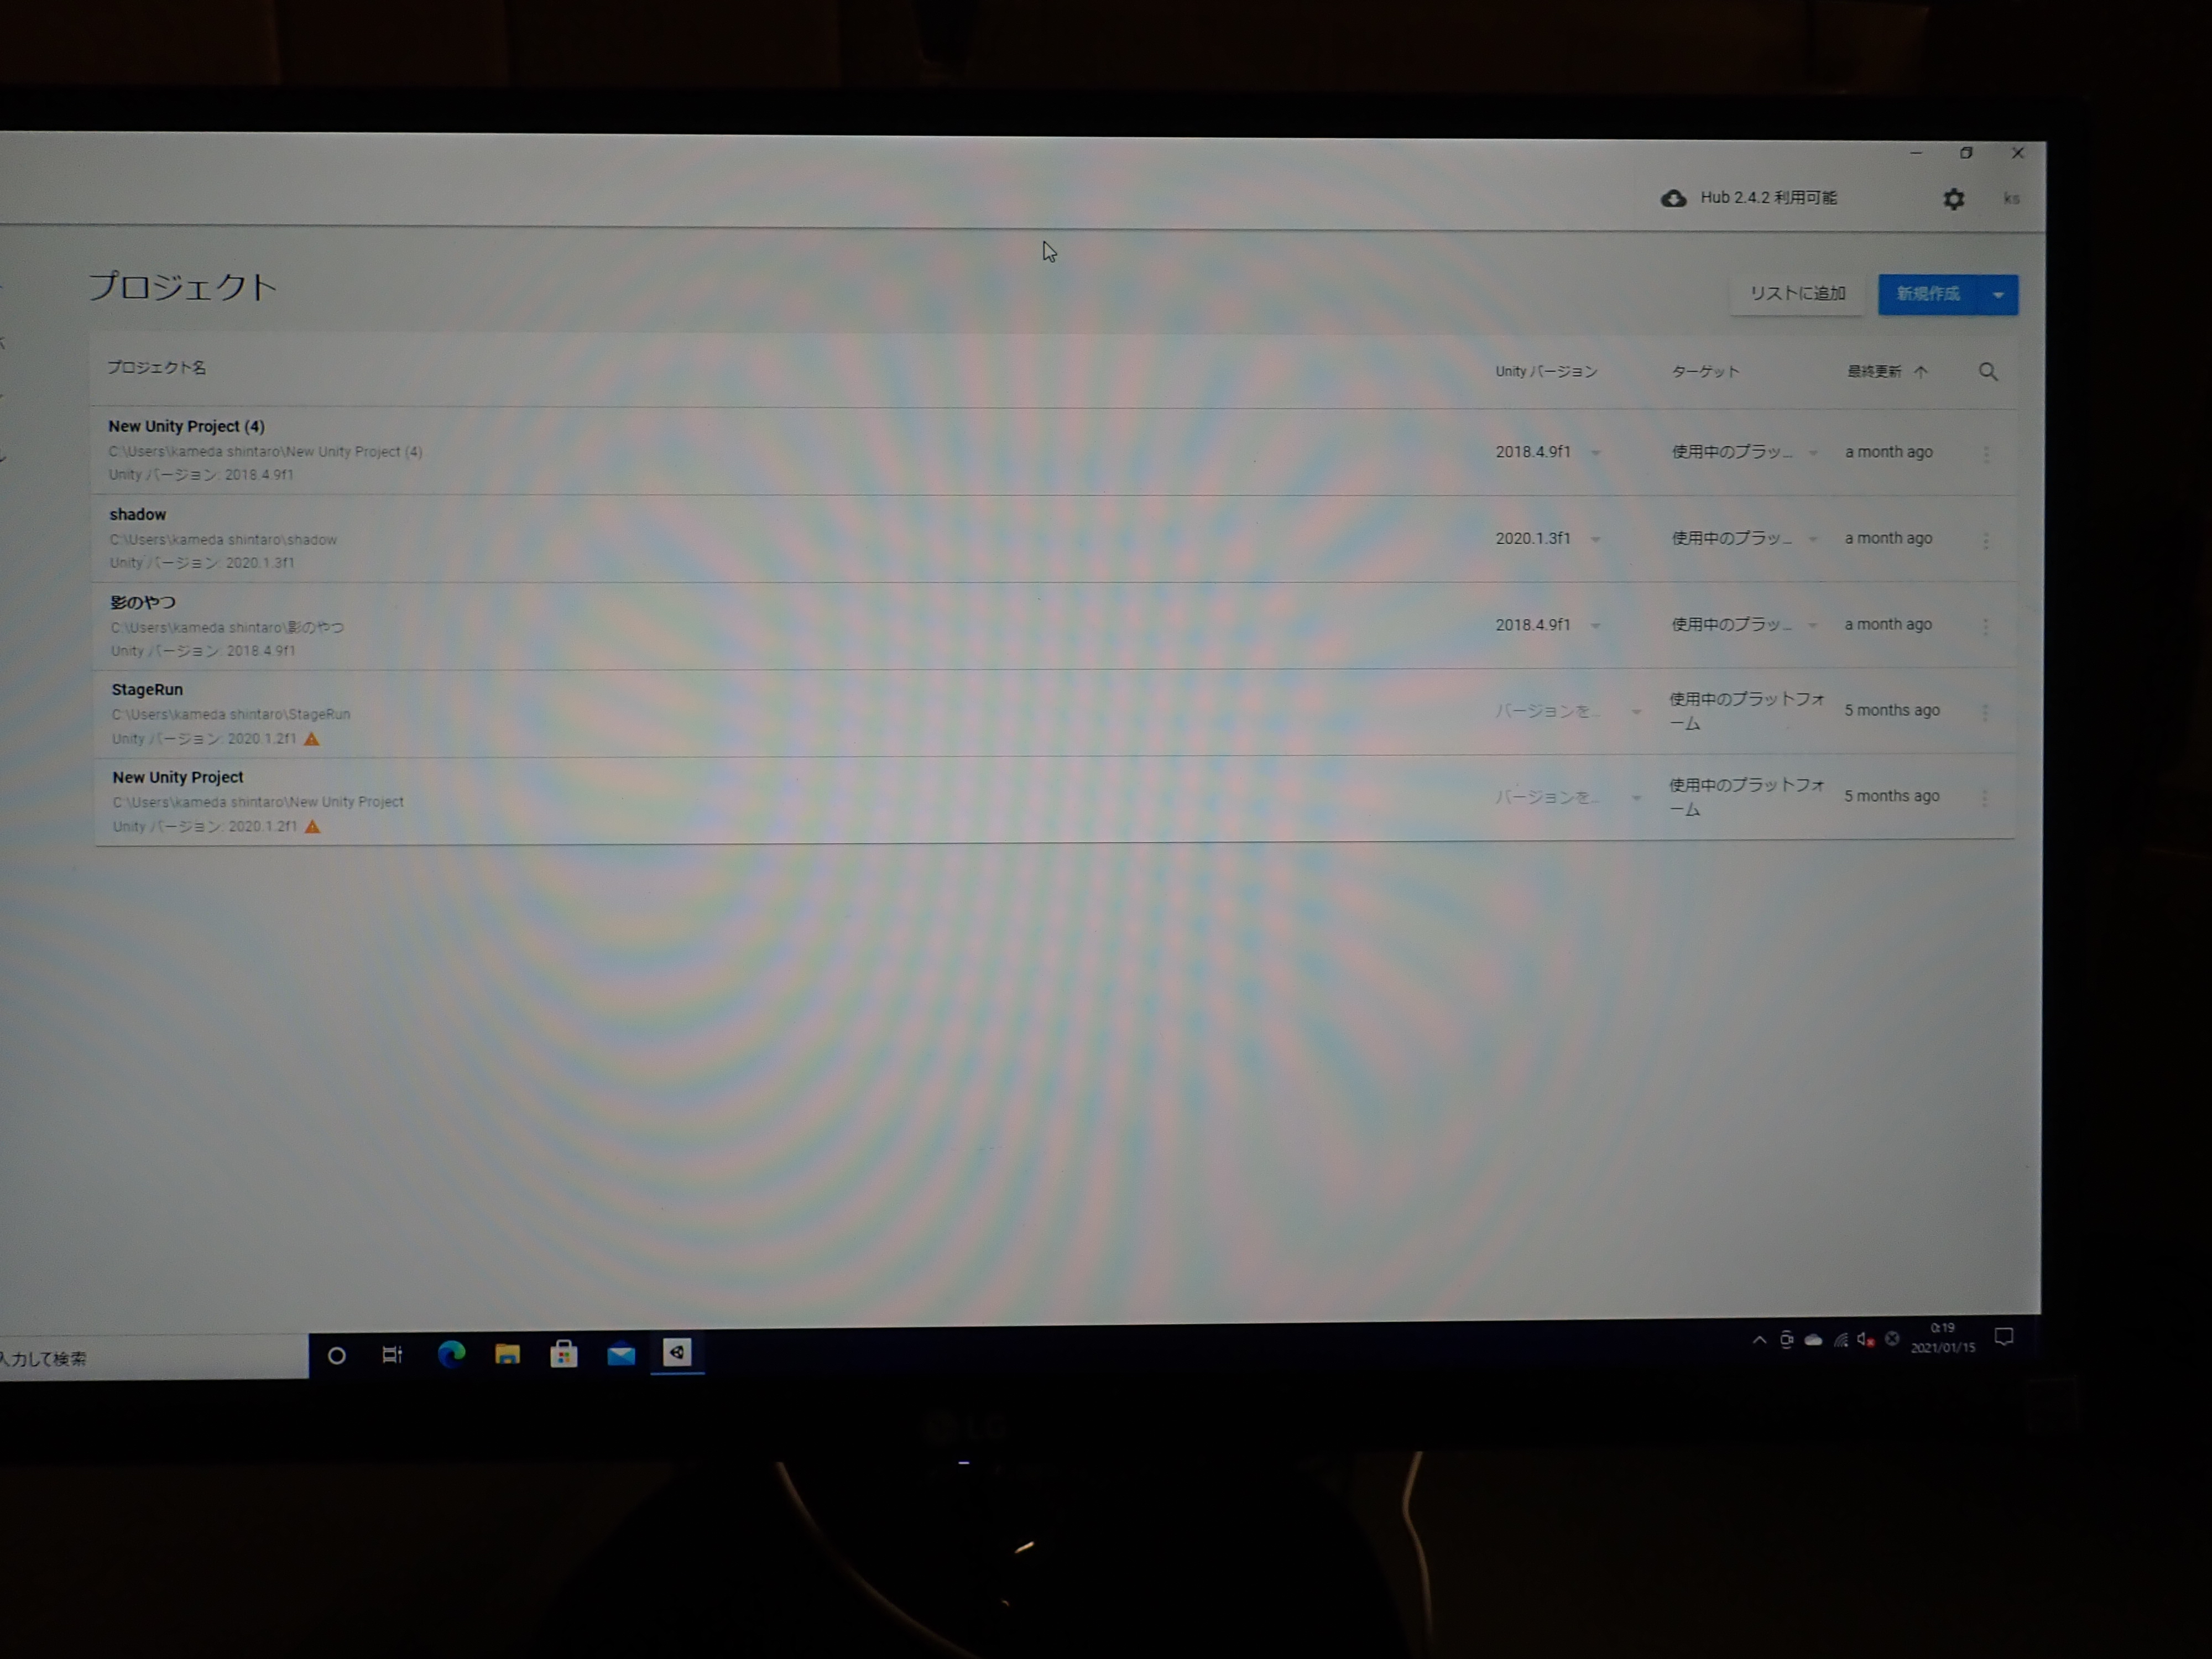 Hub 2.4.2 利用可能
ks
プロジェクト
リストに追加
新規作成
プロジェクト名
Unity バージョン
ターゲット
最終更新
New Unity Project (4)
C:\Users\kameda shintaro\New Unity Project (4)
Unity バージョン: 2018.4.9f1
2018.4.9f1
使用中のプラッ...
a month ago
shadow
C:\Users\kameda shintaro\shadow
Unity バージョン: 2020.1.3f1
2020.1.3f1
使用中のプラッ...
a month ago
影のやつ
C:\Users\kameda shintaro\影のやつ
Unity バージョン: 2018.4.9f1
2018.4.9f1
使用中のプラッ...
a month ago
StageRun
C:\Users\kameda shintaro\StageRun
Unity バージョン: 2020.1.2f1
バージョンを...
使用中のプラットフォ
ーム
5 months ago
New Unity Project
C:\Users\kameda shintaro\New Unity Project
Unity バージョン: 2020.1.2f1
バージョンを...
使用中のプラットフォ
ーム
5 months ago
入力して検索
0:19
2021/01/15
LG